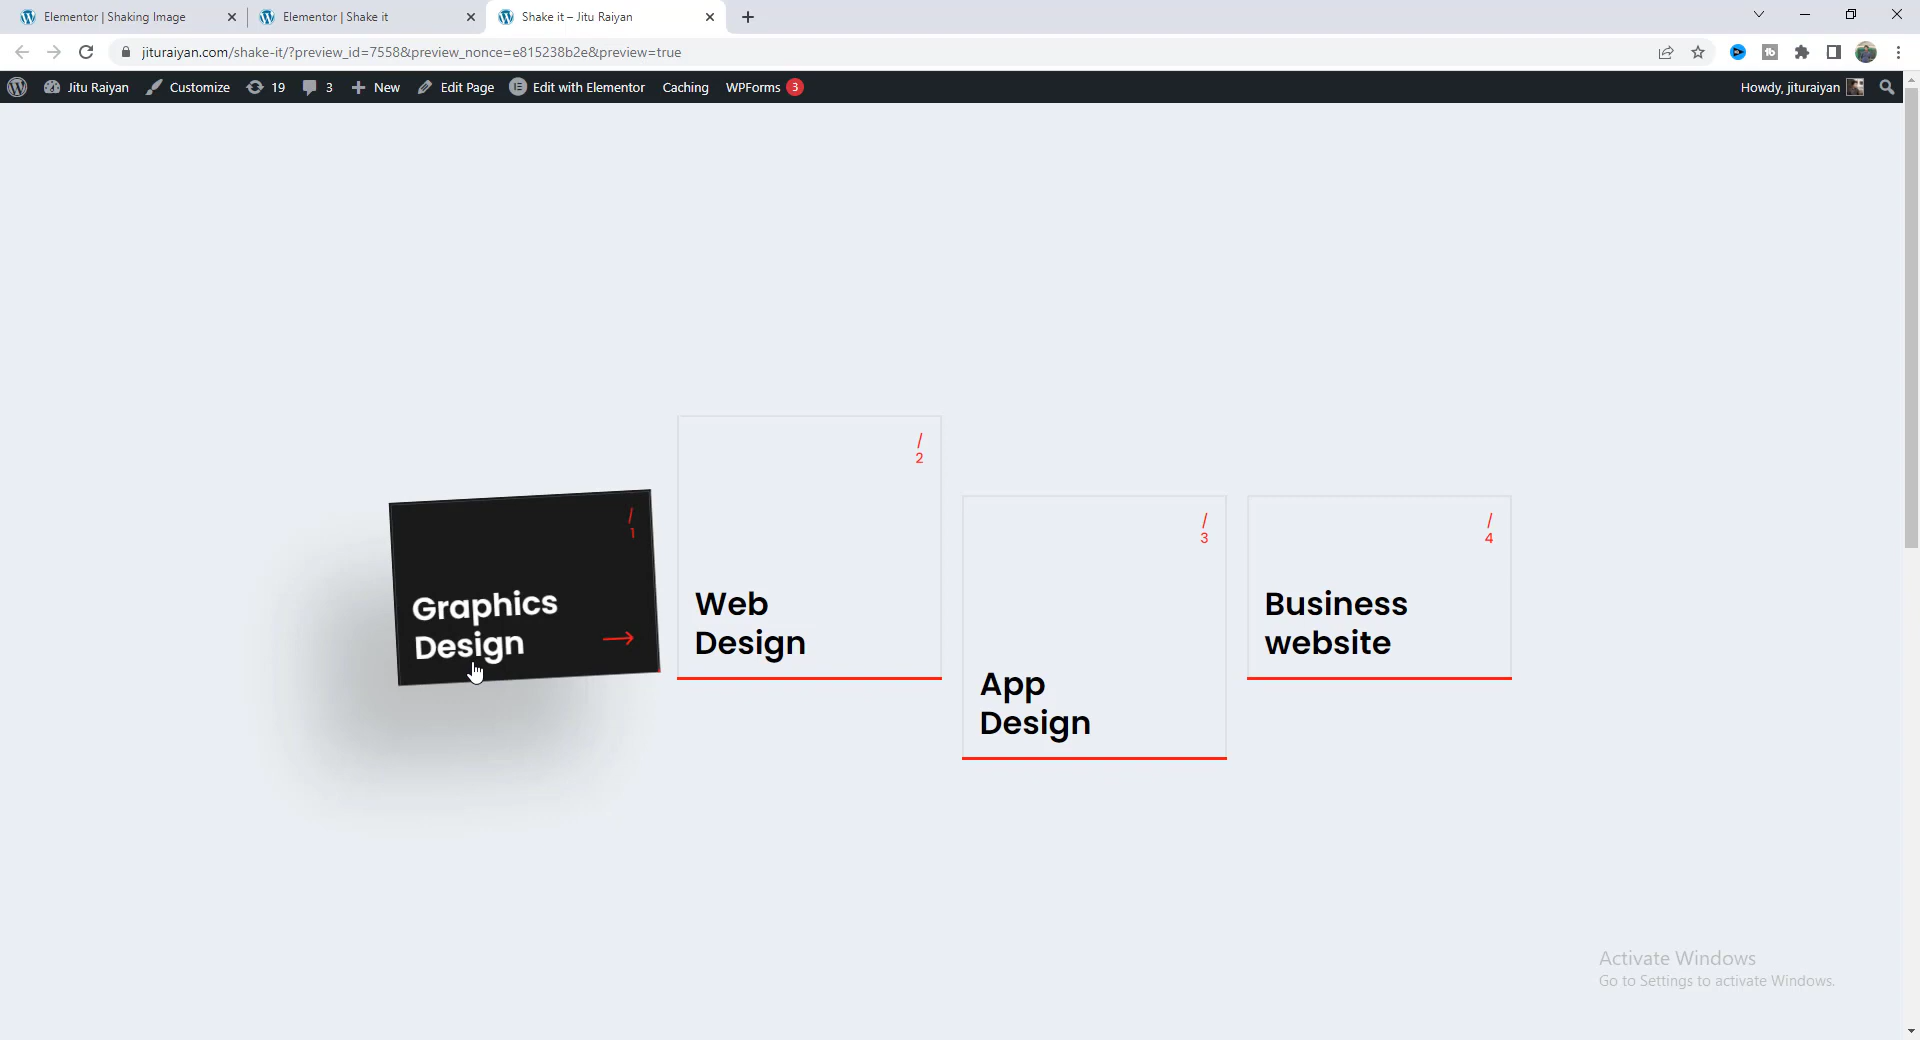 Elementor | Shaking Image
Elementor | Shake it
Shake it – Jitu Raiyan
jituraiyan.com/shake-it/?preview_id=7558&preview_nonce=e815238b2e&preview=true
Jitu Raiyan
Customize
19
3
New
Edit Page
Edit with Elementor
Caching
WPForms
3
Howdy, jituraiyan
/
1
Graphics
Design
/
2
Web
Design
/
3
App
Design
/
4
Business
website
Activate Windows
Go to Settings to activate Windows.